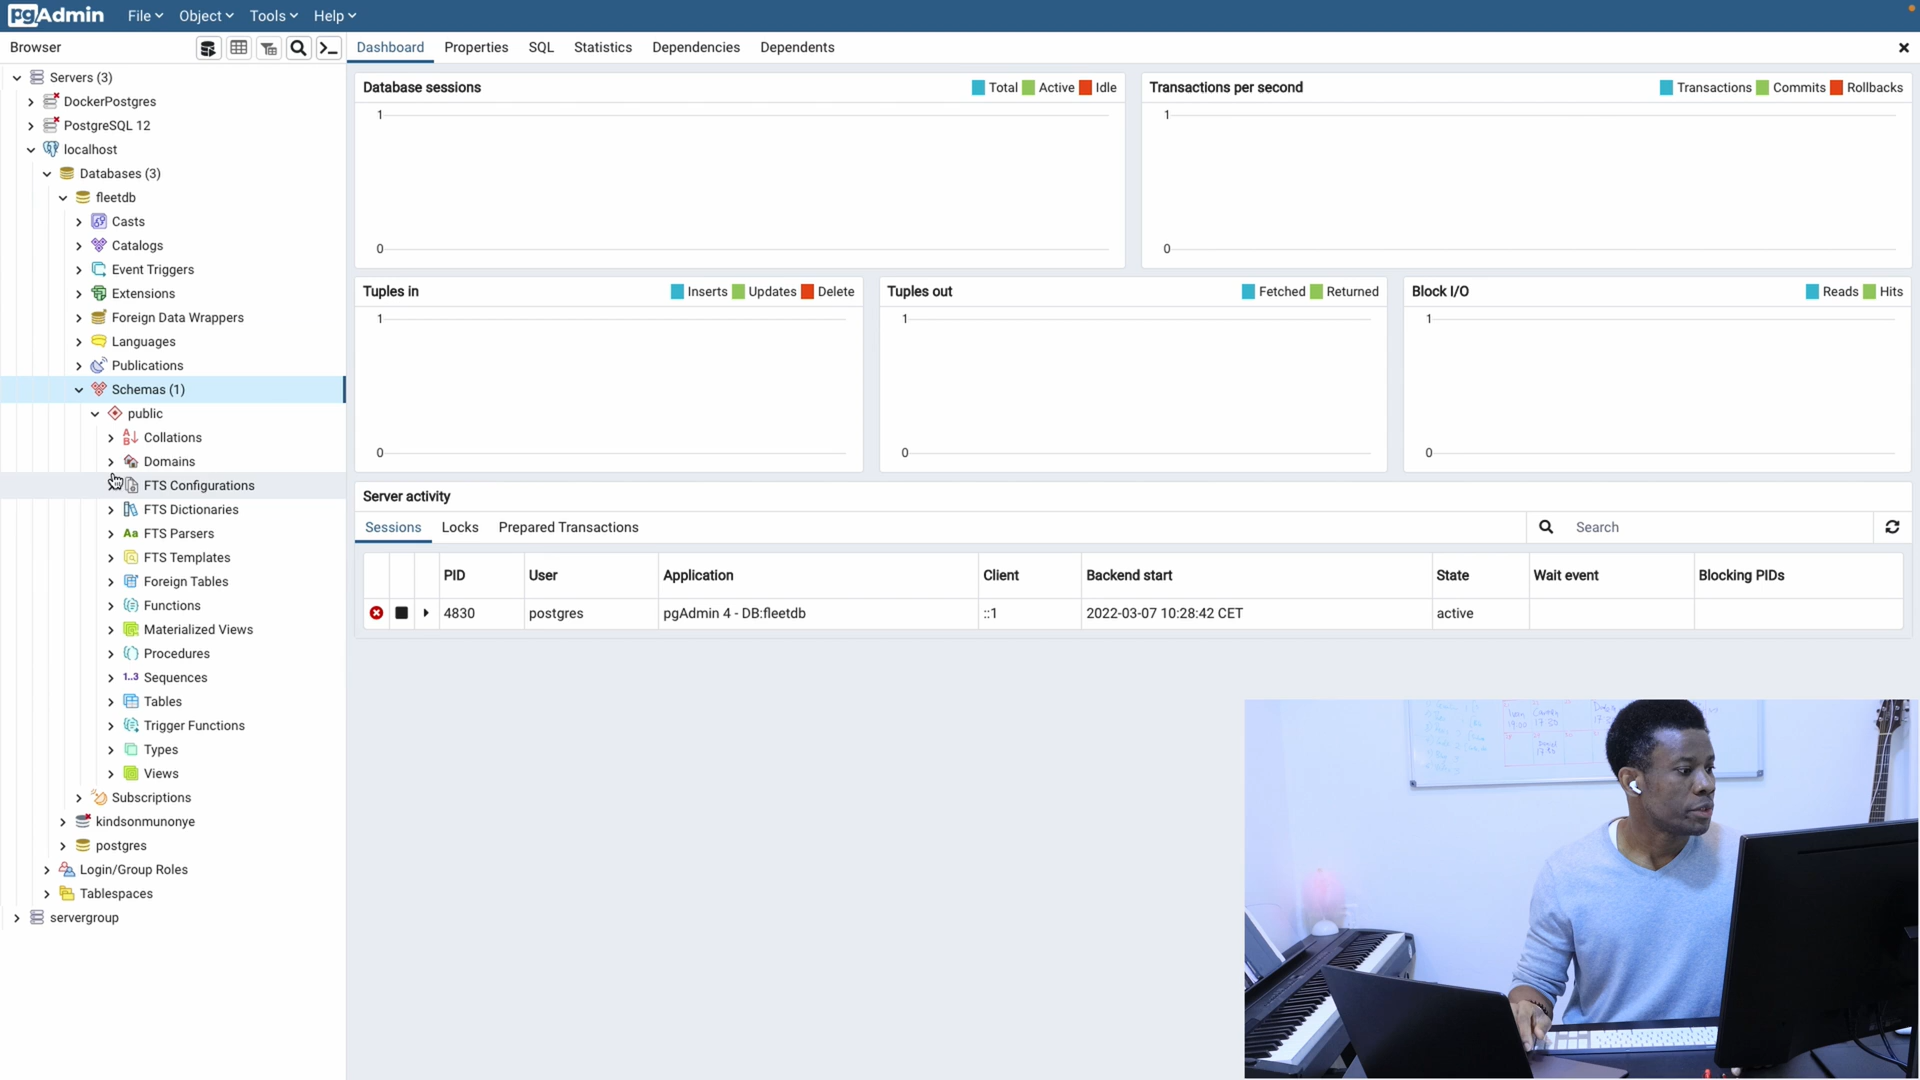 pgAdmin File Object Tools Help
Browser
Dashboard Properties SQL Statistics Dependencies Dependents
Servers (3)
DockerPostgres
PostgreSQL 12
localhost
Databases (3)
fleetdb
Casts
Catalogs
Event Triggers
Extensions
Foreign Data Wrappers
Languages
Publications
Schemas (1)
public
Collations
Domains
FTS Configurations
FTS Dictionaries
Aa FTS Parsers
FTS Templates
Foreign Tables
Functions
Materialized Views
Procedures
1..3 Sequences
Tables
Trigger Functions
Types
Views
Subscriptions
kindsonmunonye
postgres
Login/Group Roles
Tablespaces
servergroup
Database sessions Total Active Idle
1
0
Transactions per second Transactions Commits Rollbacks
1
0
Tuples in Inserts Updates Delete
1
0
Tuples out Fetched Returned
1
0
Block I/O Reads Hits
1
0
Server activity
Sessions Locks Prepared Transactions Search
PID User Application Client Backend start State Wait event Blocking PIDs
4830 postgres pgAdmin 4 - DB:fleetdb ::1 2022-03-07 10:28:42 CET active